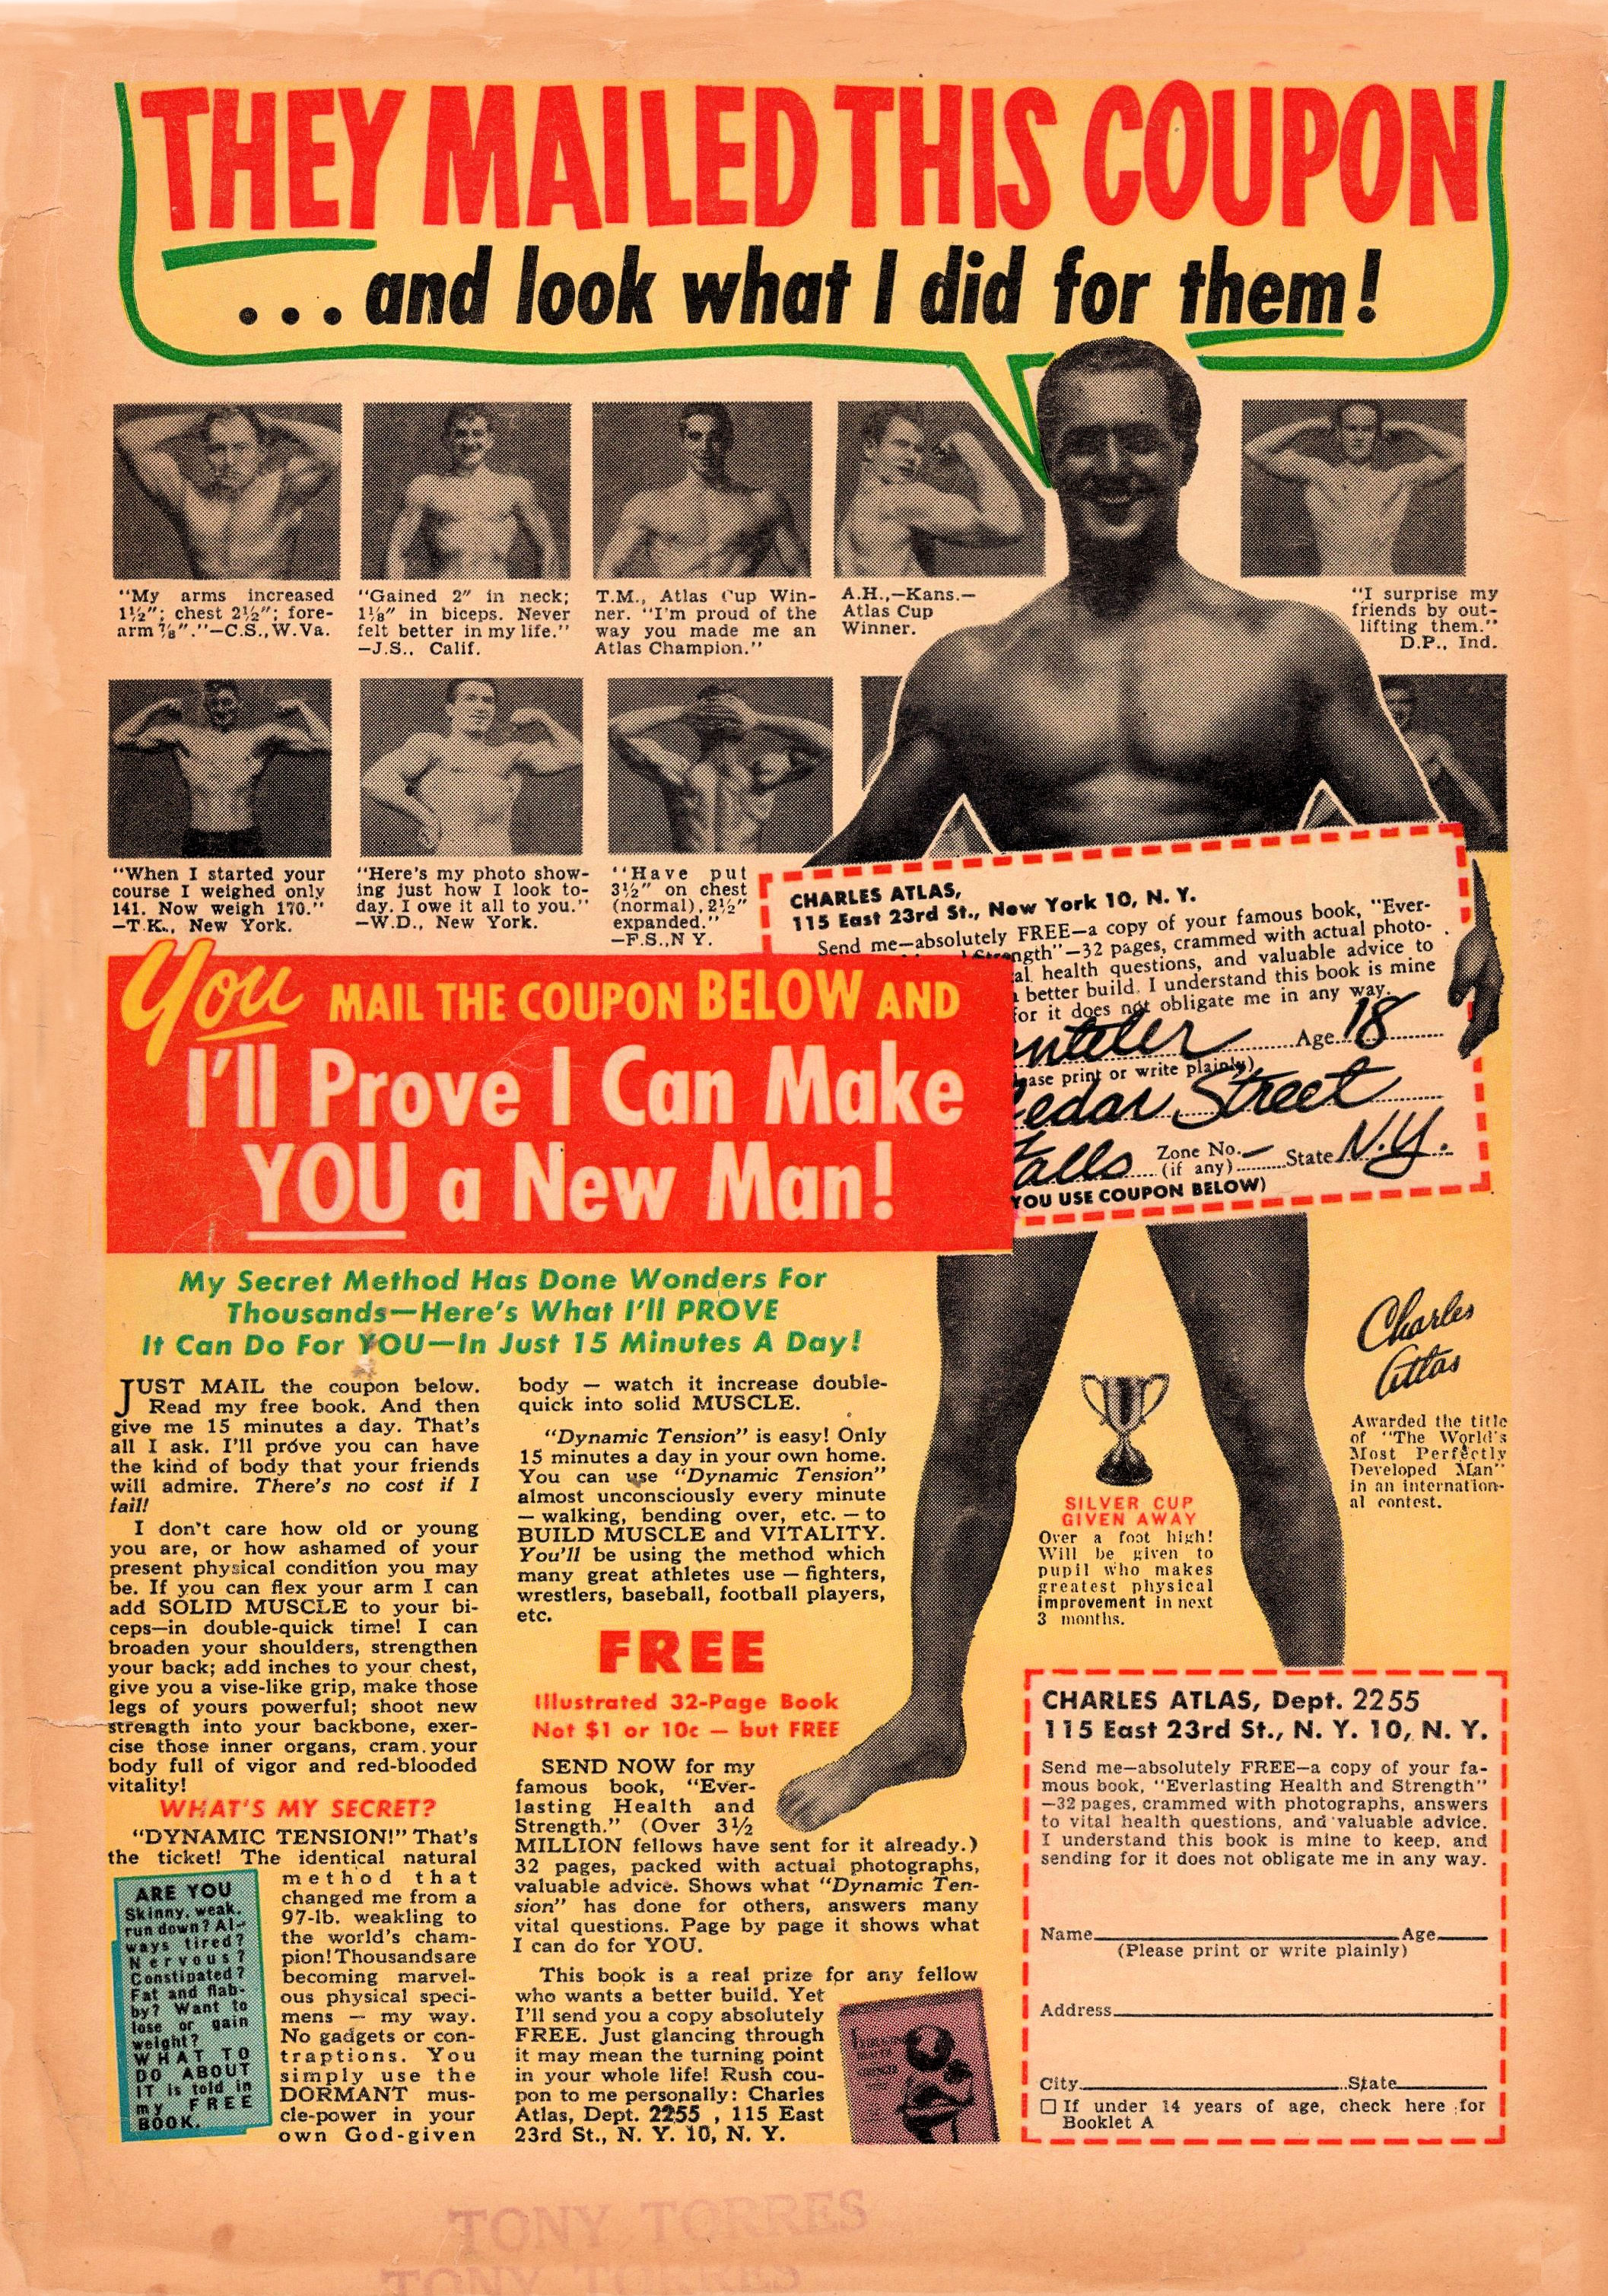 THEY MAILED THIS COUPON
...and look what I did for them!
"My arms increased
1½"; chest 2½"; fore-
arm ⅞"."—C.S., W.Va.
"Gained 2" in neck;
1⅛" in biceps. Never
felt better in my life."
—J.S., Calif.
T.M., Atlas Cup Win-
ner. "I'm proud of the
way you made me an
Atlas Champion."
A.H.,—Kans.—
Atlas Cup
Winner.
"I surprise my
friends by out-
lifting them."
D.P., Ind.
"When I started your
course I weighed only
141. Now weigh 170."
—T.K., New York.
"Here's my photo show-
ing just how I look to-
day. I owe it all to you."
—W.D., New York.
"Have put
3½" on chest
(normal), 2½"
expanded."
—F.S., N Y.
CHARLES ATLAS,
115 East 23rd St., New York 10, N. Y.
Send me—absolutely FREE—a copy of your famous book, "Ever-
Strength"—32 pages, crammed with actual photo-
health questions, and valuable advice to
better build. I understand this book is mine
for it does not obligate me in any way.
Age 18
print or write plainly)
Cedar Street
Falls Zone No.— State N.Y.
(if any)
YOU USE COUPON BELOW)
You MAIL THE COUPON BELOW AND
I'll Prove I Can Make
YOU a New Man!
My Secret Method Has Done Wonders For
Thousands—Here's What I'll PROVE
It Can Do For YOU—In Just 15 Minutes A Day!
JUST MAIL the coupon below.
Read my free book. And then
give me 15 minutes a day. That's
all I ask. I'll prove you can have
the kind of body that your friends
will admire. There's no cost if I
fail!
I don't care how old or young
you are, or how ashamed of your
present physical condition you may
be. If you can flex your arm I can
add SOLID MUSCLE to your bi-
ceps—in double-quick time! I can
broaden your shoulders, strengthen
your back; add inches to your chest,
give you a vise-like grip, make those
legs of yours powerful; shoot new
strength into your backbone, exer-
cise those inner organs, cram your
body full of vigor and red-blooded
vitality!
WHAT'S MY SECRET?
"DYNAMIC TENSION!" That's
the ticket! The identical natural
method that
changed me from a
97-lb. weakling to
the world's cham-
pion! Thousands are
becoming marvel-
ous physical speci-
mens — my way.
No gadgets or con-
traptions. You
simply use the
DORMANT mus-
cle-power in your
own God-given
ARE YOU
Skinny, weak,
run down? Al-
ways tired?
Nervous?
Constipated?
Fat and flab-
by? Want to
lose or gain
weight?
WHAT TO
DO ABOUT
IT is told in
my FREE
BOOK.
body — watch it increase double-
quick into solid MUSCLE.
"Dynamic Tension" is easy! Only
15 minutes a day in your own home.
You can use "Dynamic Tension"
almost unconsciously every minute
— walking, bending over, etc. — to
BUILD MUSCLE and VITALITY.
You'll be using the method which
many great athletes use — fighters,
wrestlers, baseball, football players,
etc.
FREE
Illustrated 32-Page Book
Not $1 or 10c — but FREE
SEND NOW for my
famous book, "Ever-
lasting Health and
Strength." (Over 3½
MILLION fellows have sent for it already.)
32 pages, packed with actual photographs,
valuable advice. Shows what "Dynamic Ten-
sion" has done for others, answers many
vital questions. Page by page it shows what
I can do for YOU.
This book is a real prize for any fellow
who wants a better build. Yet
I'll send you a copy absolutely
FREE. Just glancing through
it may mean the turning point
in your whole life! Rush cou-
pon to me personally: Charles
Atlas, Dept. 2255 , 115 East
23rd St., N. Y. 10, N. Y.
Charles
Atlas
Awarded the title
of "The World's
Most Perfectly
Developed Man"
in an internation-
al contest.
SILVER CUP
GIVEN AWAY
Over a foot high!
Will be given to
pupil who makes
greatest physical
improvement in next
3 months.
CHARLES ATLAS, Dept. 2255
115 East 23rd St., N. Y. 10, N. Y.
Send me—absolutely FREE—a copy of your fa-
mous book, "Everlasting Health and Strength"
—32 pages, crammed with photographs, answers
to vital health questions, and valuable advice.
I understand this book is mine to keep, and
sending for it does not obligate me in any way.
Name Age
(Please print or write plainly)
Address
City State
If under 14 years of age, check here for
Booklet A
TONY TORRES
TONY TORRES